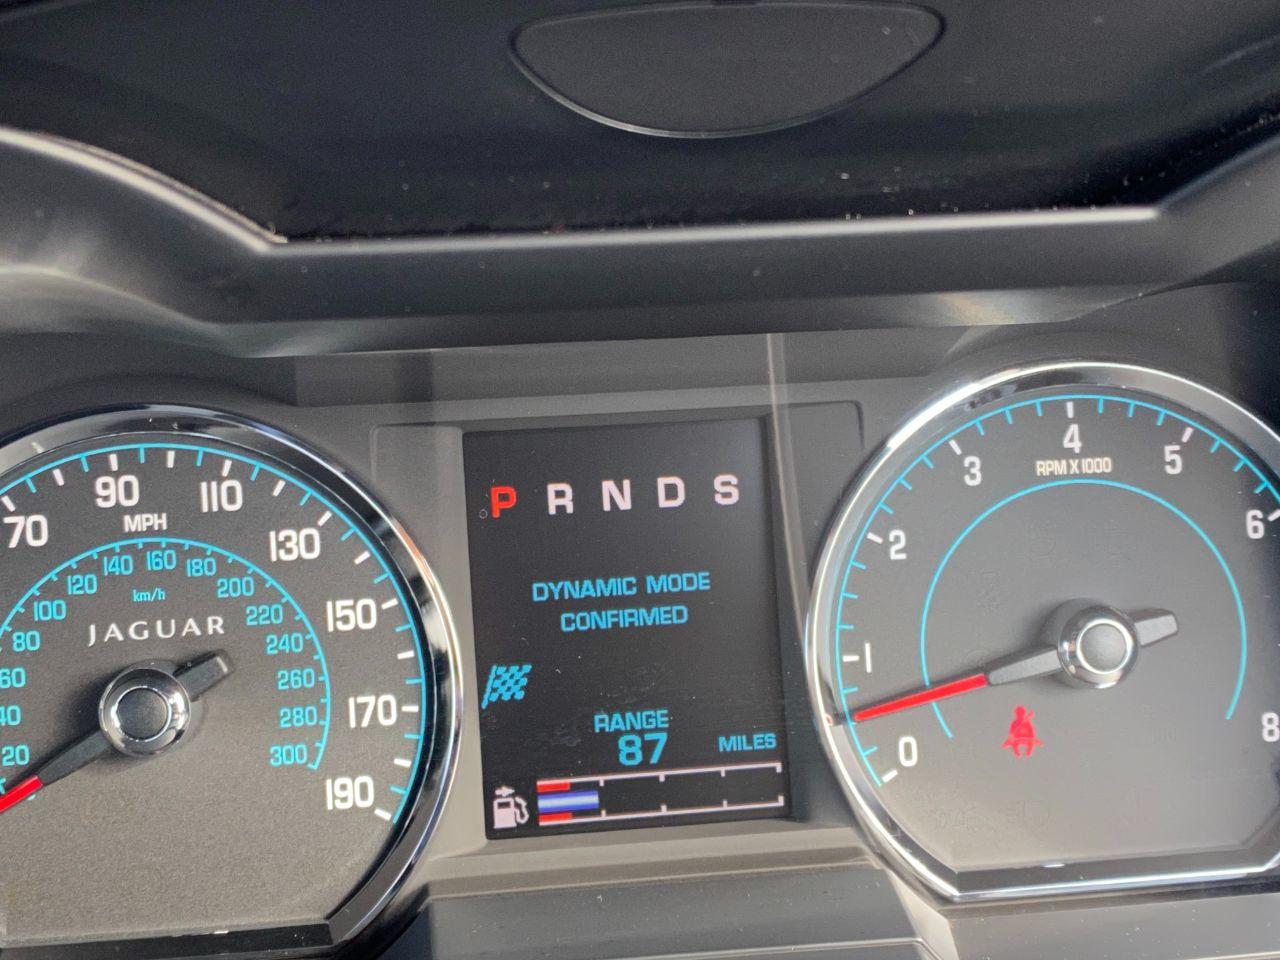 P R N D S
DYNAMIC MODE
CONFIRMED
RANGE
87 MILES
70 90 110 130 150 170 190
MPH
20 40 60 80 100 120 140 160 180 200 220 240 260 280 300
km/h
JAGUAR
0 1 2 3 4 5 6 8
RPM X 1000